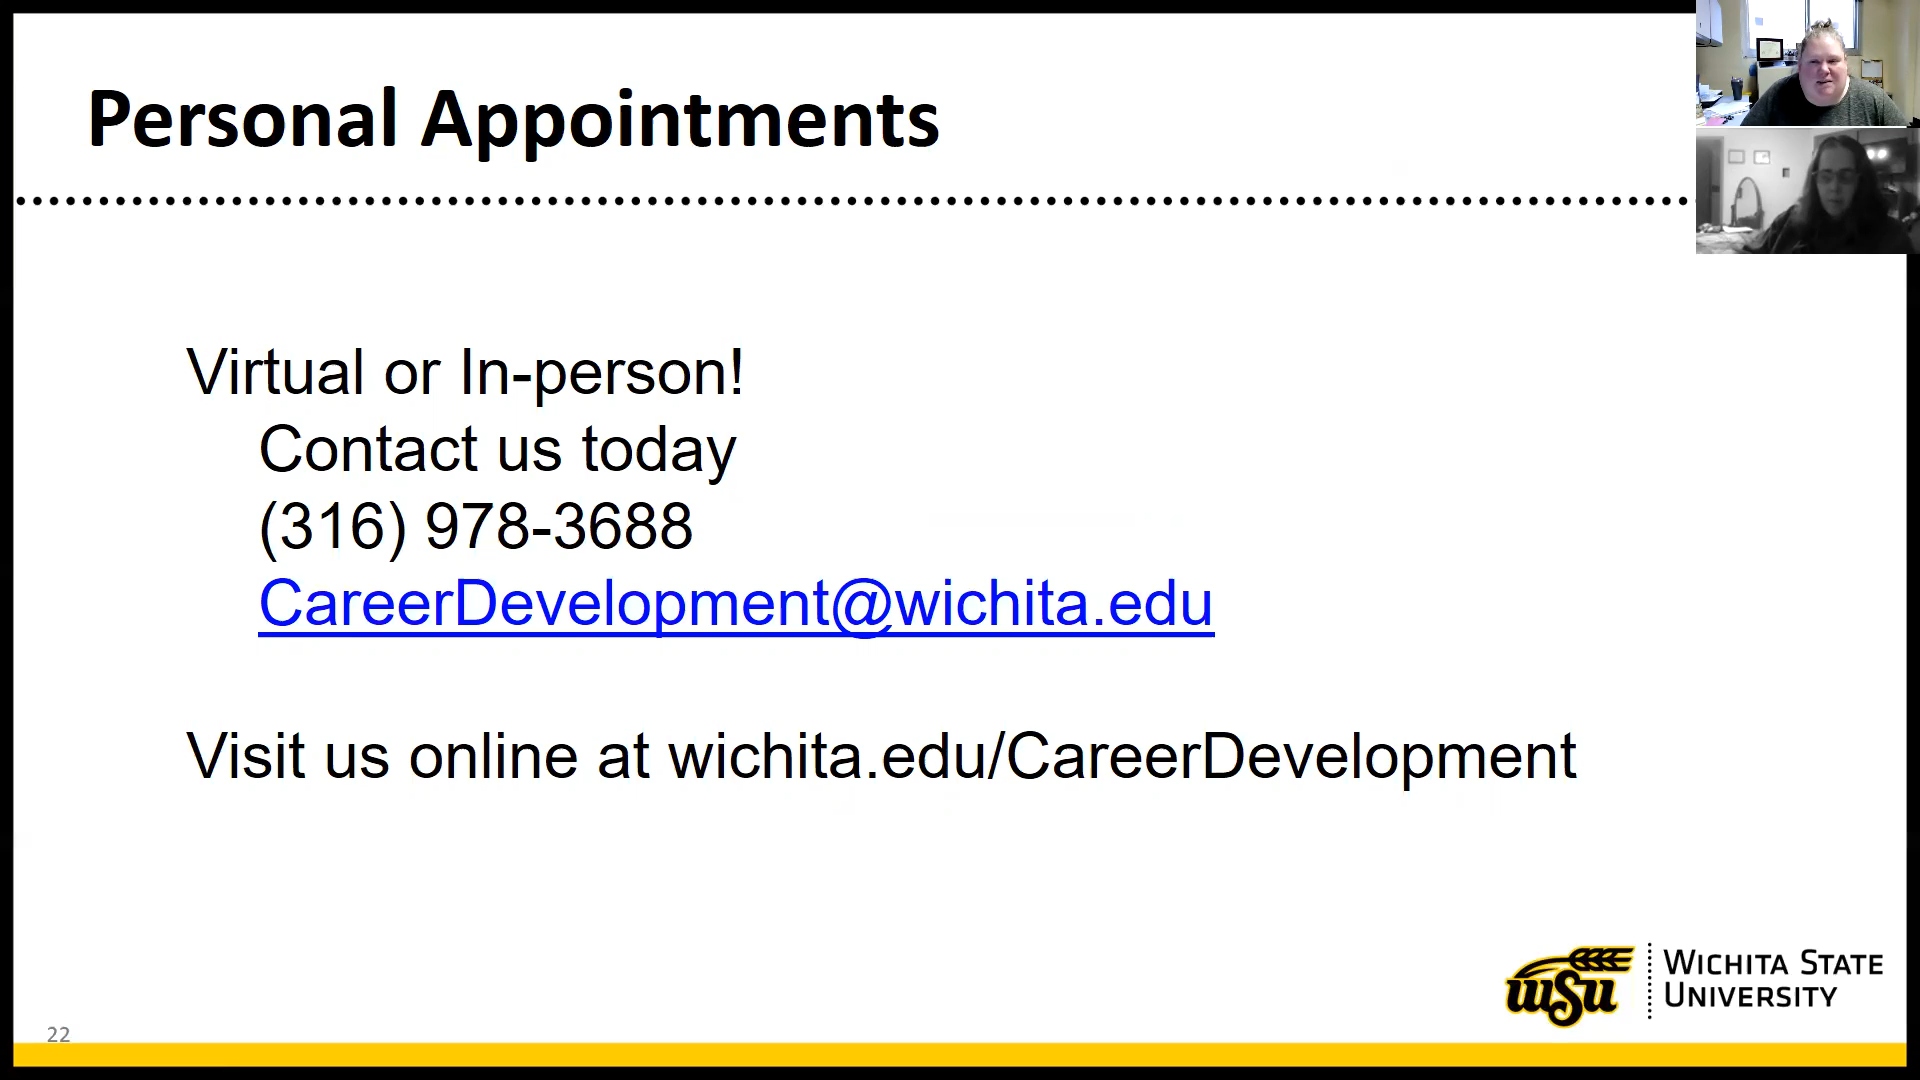 Personal Appointments
Virtual or In-person!
Contact us today
(316) 978-3688
CareerDevelopment@wichita.edu
Visit us online at wichita.edu/CareerDevelopment
wsu
WICHITA STATE
UNIVERSITY
22